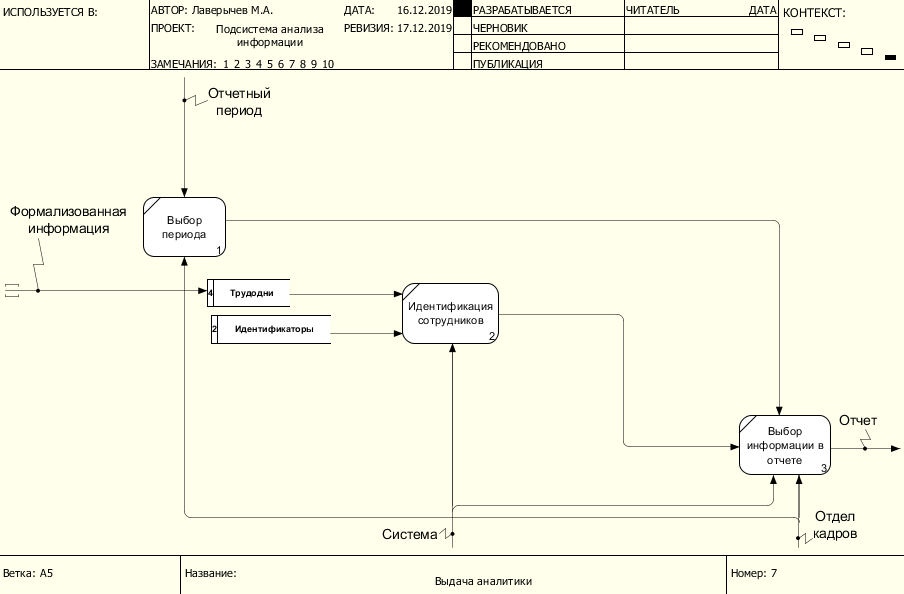 ИСПОЛЬЗУЕТСЯ В:
АВТОР: Лаверычев М.А.
ДАТА: 16.12.2019
ПРОЕКТ: Подсистема анализа
информации
РЕВИЗИЯ: 17.12.2019
ЗАМЕЧАНИЯ: 1 2 3 4 5 6 7 8 9 10
РАЗРАБАТЫВАЕТСЯ
ЧЕРНОВИК
РЕКОМЕНДОВАНО
ПУБЛИКАЦИЯ
ЧИТАТЕЛЬ
ДАТА
КОНТЕКСТ:
Отчетный
период
Формализованная
информация
Выбор
периода
1
4 Трудодни
2 Идентификаторы
Идентификация
сотрудников
2
Выбор
информации в
отчете
3
Отчет
Система
Отдел
кадров
Ветка: A5
Название:
Выдача аналитики
Номер: 7